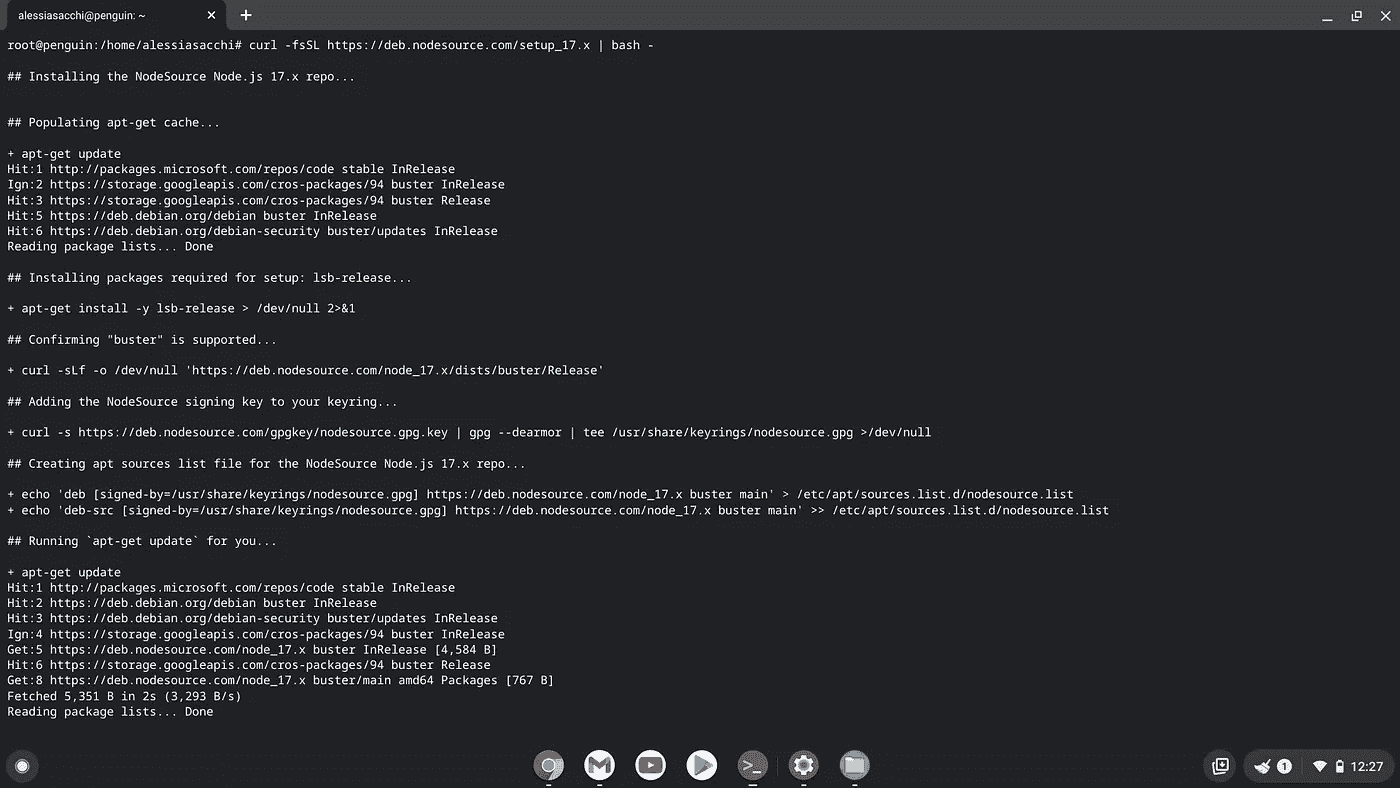 alessiasacchi@penguin: ~
root@penguin:/home/alessiasacchi# curl -fsSL https://deb.nodesource.com/setup_17.x | bash -
## Installing the NodeSource Node.js 17.x repo...
## Populating apt-get cache...
+ apt-get update
Hit:1 http://packages.microsoft.com/repos/code stable InRelease
Ign:2 https://storage.googleapis.com/cros-packages/94 buster InRelease
Hit:3 https://storage.googleapis.com/cros-packages/94 buster Release
Hit:5 https://deb.debian.org/debian buster InRelease
Hit:6 https://deb.debian.org/debian-security buster/updates InRelease
Reading package lists... Done
## Installing packages required for setup: lsb-release...
+ apt-get install -y lsb-release > /dev/null 2>&1
## Confirming "buster" is supported...
+ curl -sLf -o /dev/null 'https://deb.nodesource.com/node_17.x/dists/buster/Release'
## Adding the NodeSource signing key to your keyring...
+ curl -s https://deb.nodesource.com/gpgkey/nodesource.gpg.key | gpg --dearmor | tee /usr/share/keyrings/nodesource.gpg >/dev/null
## Creating apt sources list file for the NodeSource Node.js 17.x repo...
+ echo 'deb [signed-by=/usr/share/keyrings/nodesource.gpg] https://deb.nodesource.com/node_17.x buster main' > /etc/apt/sources.list.d/nodesource.list
+ echo 'deb-src [signed-by=/usr/share/keyrings/nodesource.gpg] https://deb.nodesource.com/node_17.x buster main' >> /etc/apt/sources.list.d/nodesource.list
## Running `apt-get update` for you...
+ apt-get update
Hit:1 http://packages.microsoft.com/repos/code stable InRelease
Hit:2 https://deb.debian.org/debian buster InRelease
Hit:3 https://deb.debian.org/debian-security buster/updates InRelease
Ign:4 https://storage.googleapis.com/cros-packages/94 buster InRelease
Get:5 https://deb.nodesource.com/node_17.x buster InRelease [4,584 B]
Hit:6 https://storage.googleapis.com/cros-packages/94 buster Release
Get:8 https://deb.nodesource.com/node_17.x buster/main amd64 Packages [767 B]
Fetched 5,351 B in 2s (3,293 B/s)
Reading package lists... Done
1 12:27